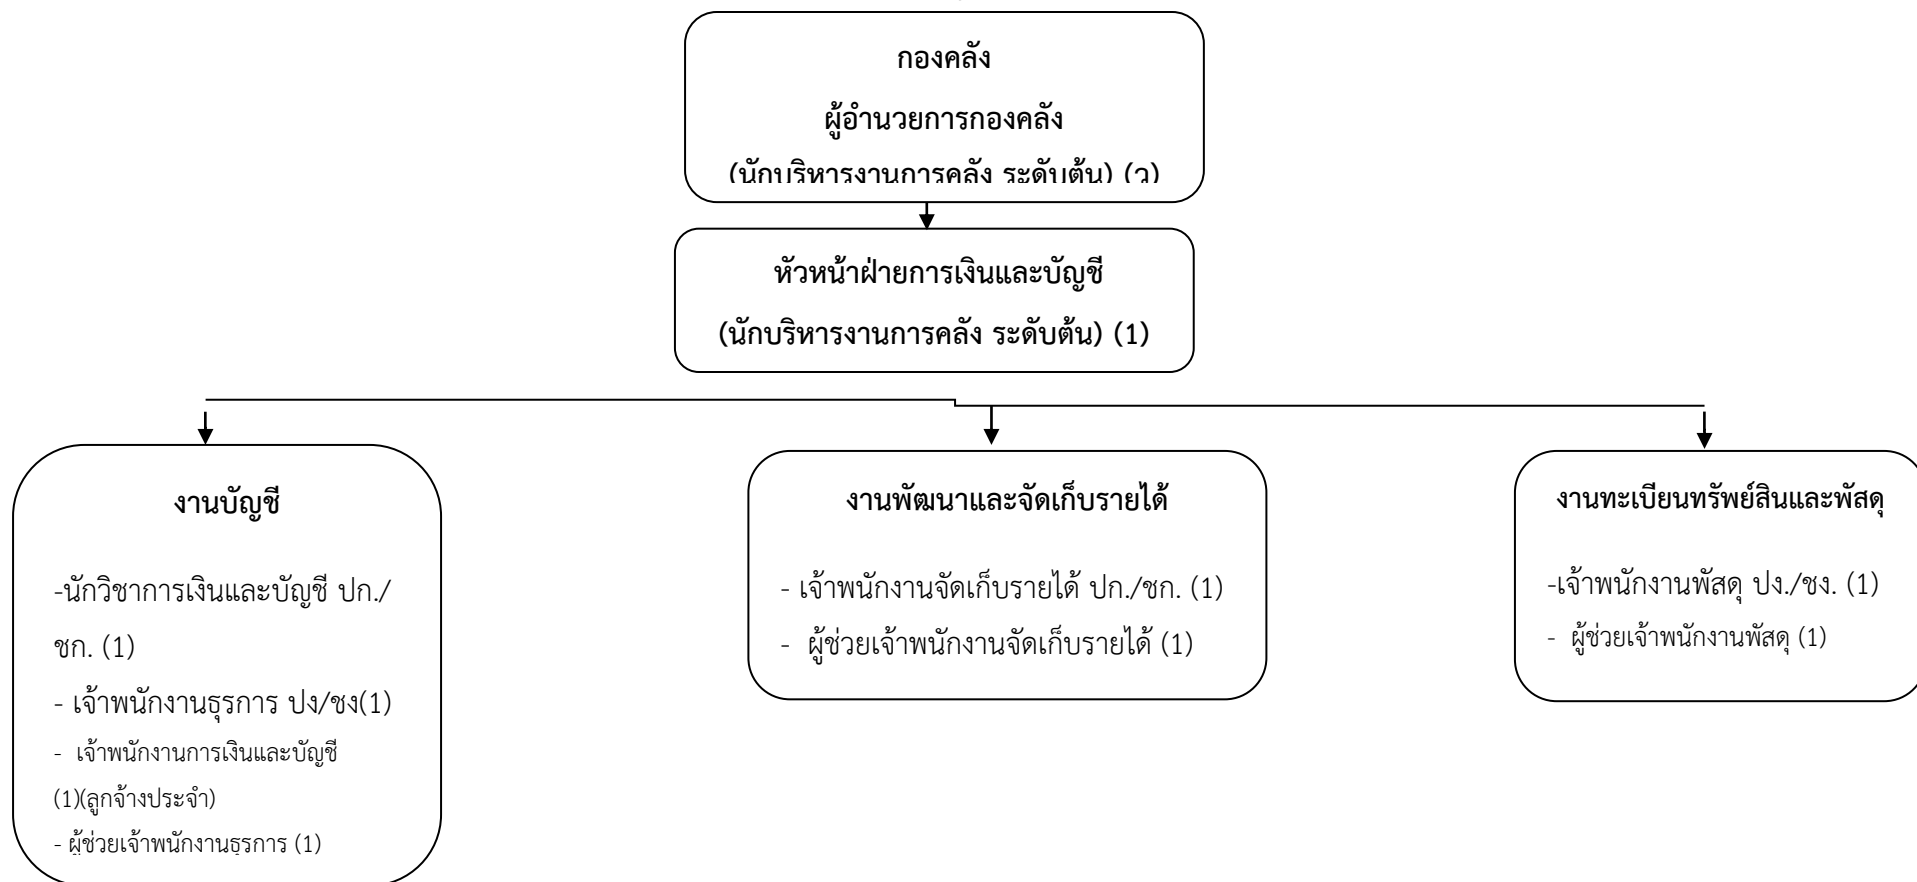 กองคลัง
ผู้อำนวยการกองคลัง
(นักบริหารงานการคลัง ระดับต้น) (ว)
หัวหน้าฝ่ายการเงินและบัญชี
(นักบริหารงานการคลัง ระดับต้น) (1)
งานบัญชี
-นักวิชาการเงินและบัญชี ปก./
ชก. (1)
- เจ้าพนักงานธุรการ ปง/ชง(1)
- เจ้าพนักงานการเงินและบัญชี
(1)(ลูกจ้างประจำ)
- ผู้ช่วยเจ้าพนักงานธุรการ (1)
งานพัฒนาและจัดเก็บรายได้
- เจ้าพนักงานจัดเก็บรายได้ ปก./ชก. (1)
- ผู้ช่วยเจ้าพนักงานจัดเก็บรายได้ (1)
งานทะเบียนทรัพย์สินและพัสดุ
-เจ้าพนักงานพัสดุ ปง./ชง. (1)
- ผู้ช่วยเจ้าพนักงานพัสดุ (1)